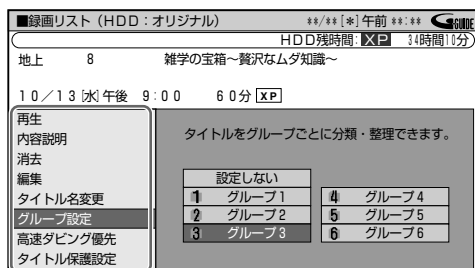 ■録画リスト（HDD：オリジナル） **/**[*]午前 **:** G-GUIDE
HDD残時間：XP 34時間10分
地上 8 雑学の宝箱～贅沢なムダ知識～
10／13[水]午後 9：00 60分 XP
再生
内容説明
消去
編集
タイトル名変更
グループ設定
高速ダビング優先
タイトル保護設定
タイトルをグループごとに分類・整理できます。
設定しない
1 グループ1 4 グループ4
2 グループ2 5 グループ5
3 グループ3 6 グループ6